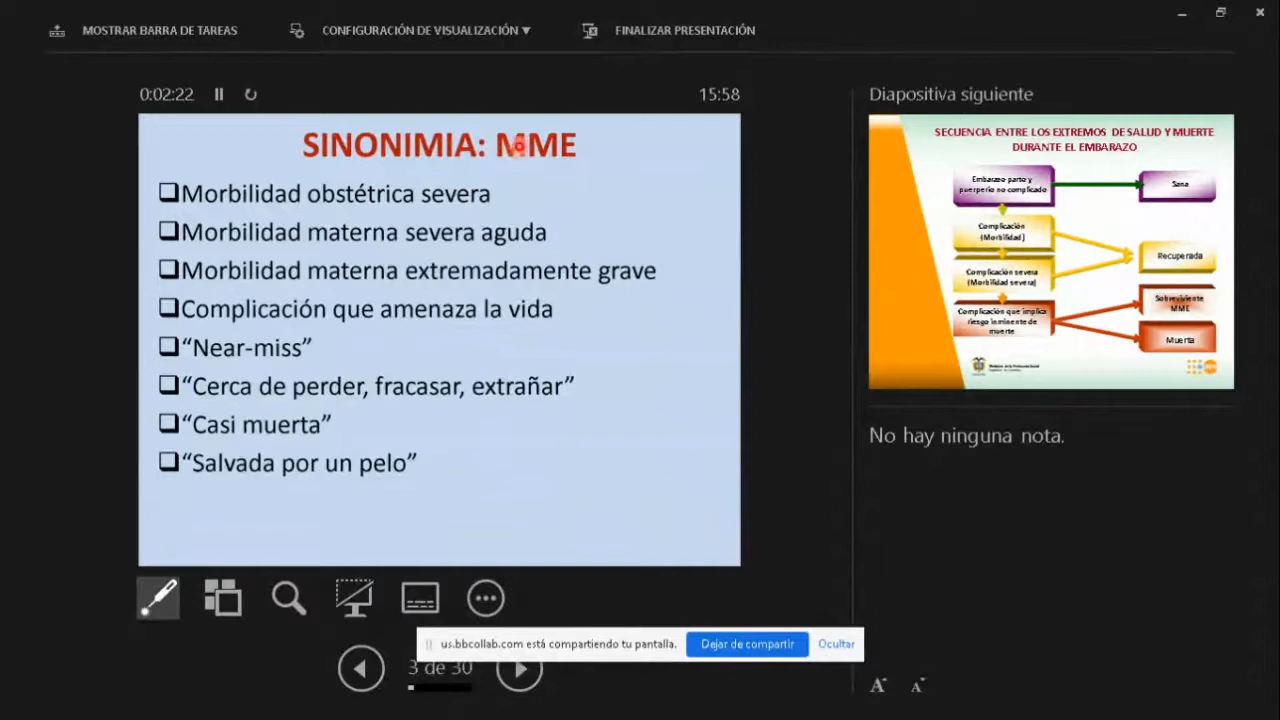 MOSTRAR BARRA DE TAREAS
CONFIGURACIÓN DE VISUALIZACIÓN
FINALIZAR PRESENTACIÓN
0:02:22
15:58
SINONIMIA: MME
Morbilidad obstétrica severa
Morbilidad materna severa aguda
Morbilidad materna extremadamente grave
Complicación que amenaza la vida
“Near-miss”
“Cerca de perder, fracasar, extrañar”
“Casi muerta”
“Salvada por un pelo”
Diapositiva siguiente
SECUENCIA ENTRE LOS EXTREMOS DE SALUD Y MUERTE
DURANTE EL EMBARAZO
Embarazo parto y
puerperio no complicado
Sana
Complicación
(Morbilidad)
Recuperada
Complicación severa
(Morbilidad severa)
Sobreviviente
MME
Complicación que implica
riesgo inminente de
muerte
Muerta
No hay ninguna nota.
us.bbcollab.com está compartiendo tu pantalla.
Dejar de compartir
Ocultar
3 de 30
A A